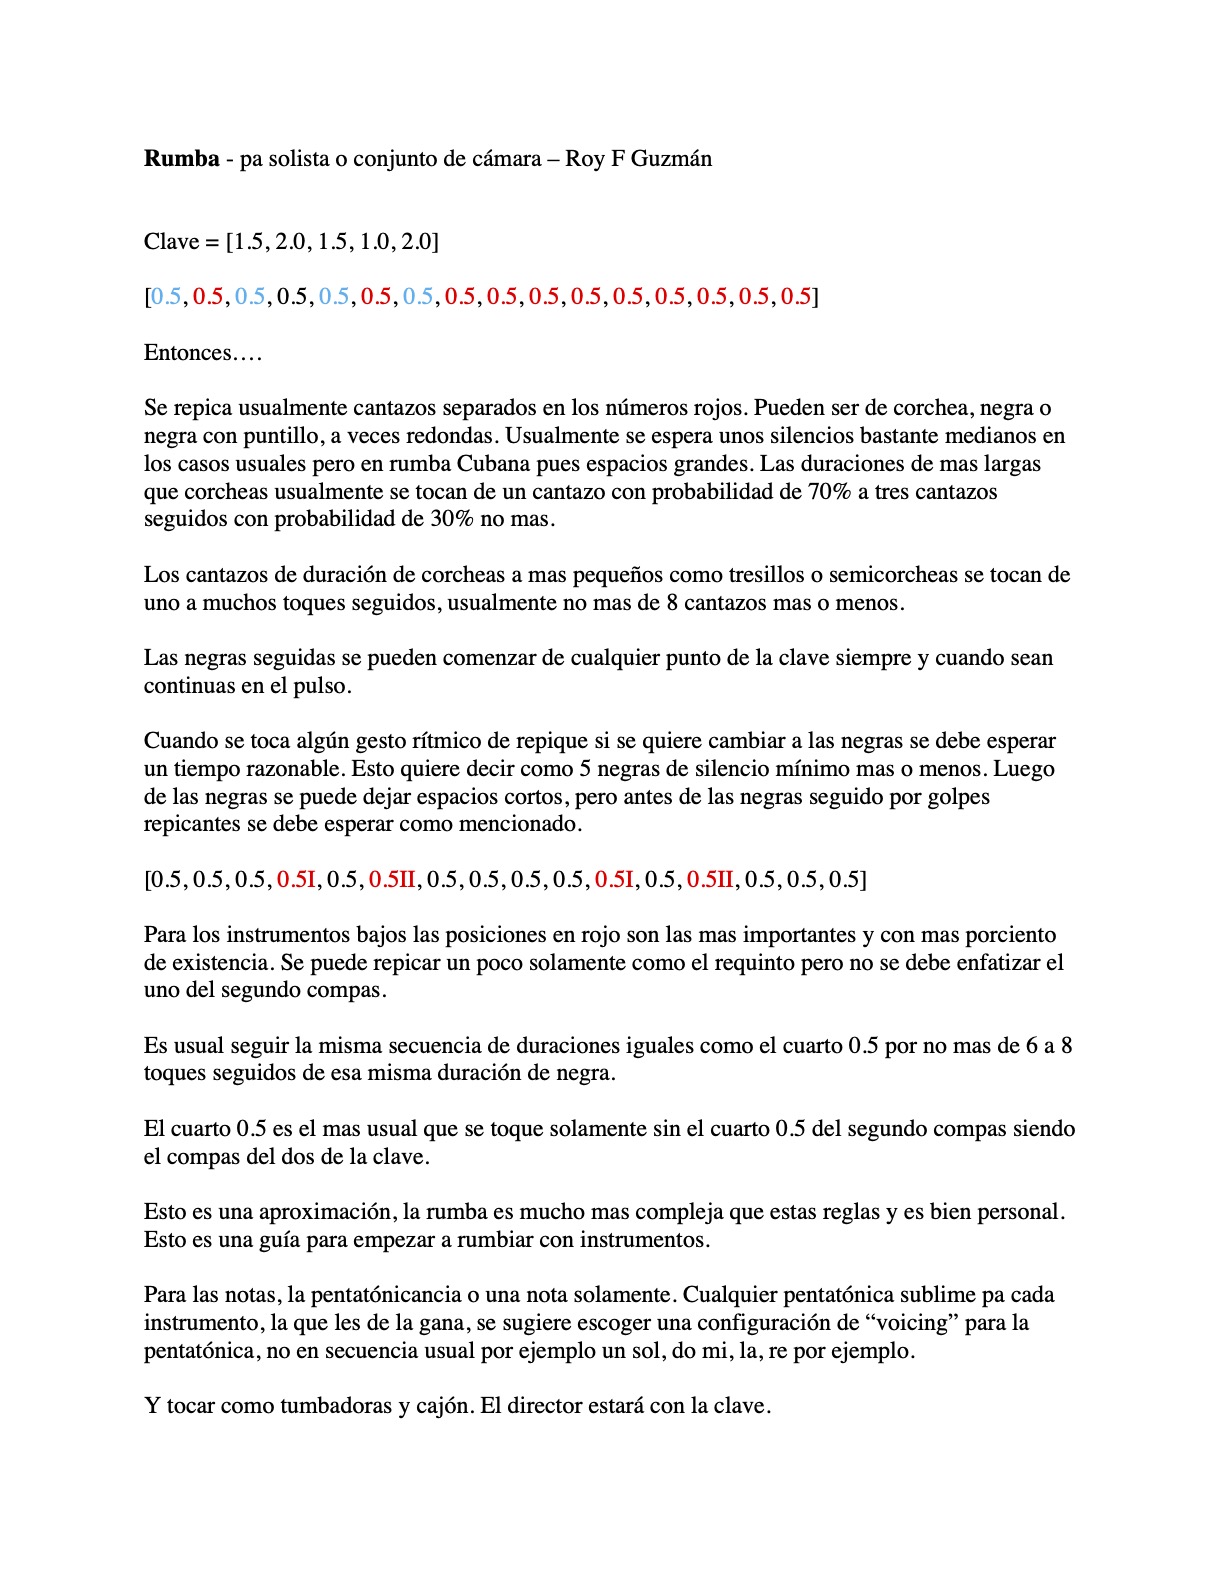 Rumba - pa solista o conjunto de cámara – Roy F Guzmán
Clave = [1.5, 2.0, 1.5, 1.0, 2.0]
[0.5, 0.5, 0.5, 0.5, 0.5, 0.5, 0.5, 0.5, 0.5, 0.5, 0.5, 0.5, 0.5, 0.5, 0.5, 0.5]
Entonces….
Se repica usualmente cantazos separados en los números rojos. Pueden ser de corchea, negra o
negra con puntillo, a veces redondas. Usualmente se espera unos silencios bastante medianos en
los casos usuales pero en rumba Cubana pues espacios grandes. Las duraciones de mas largas
que corcheas usualmente se tocan de un cantazo con probabilidad de 70% a tres cantazos
seguidos con probabilidad de 30% no mas.
Los cantazos de duración de corcheas a mas pequeños como tresillos o semicorcheas se tocan de
uno a muchos toques seguidos, usualmente no mas de 8 cantazos mas o menos.
Las negras seguidas se pueden comenzar de cualquier punto de la clave siempre y cuando sean
continuas en el pulso.
Cuando se toca algún gesto rítmico de repique si se quiere cambiar a las negras se debe esperar
un tiempo razonable. Esto quiere decir como 5 negras de silencio mínimo mas o menos. Luego
de las negras se puede dejar espacios cortos, pero antes de las negras seguido por golpes
repicantes se debe esperar como mencionado.
[0.5, 0.5, 0.5, 0.5I, 0.5, 0.5II, 0.5, 0.5, 0.5, 0.5, 0.5I, 0.5, 0.5II, 0.5, 0.5, 0.5]
Para los instrumentos bajos las posiciones en rojo son las mas importantes y con mas porciento
de existencia. Se puede repicar un poco solamente como el requinto pero no se debe enfatizar el
uno del segundo compas.
Es usual seguir la misma secuencia de duraciones iguales como el cuarto 0.5 por no mas de 6 a 8
toques seguidos de esa misma duración de negra.
El cuarto 0.5 es el mas usual que se toque solamente sin el cuarto 0.5 del segundo compas siendo
el compas del dos de la clave.
Esto es una aproximación, la rumba es mucho mas compleja que estas reglas y es bien personal.
Esto es una guía para empezar a rumbiar con instrumentos.
Para las notas, la pentatónicancia o una nota solamente. Cualquier pentatónica sublime pa cada
instrumento, la que les de la gana, se sugiere escoger una configuración de “voicing” para la
pentatónica, no en secuencia usual por ejemplo un sol, do mi, la, re por ejemplo.
Y tocar como tumbadoras y cajón. El director estará con la clave.